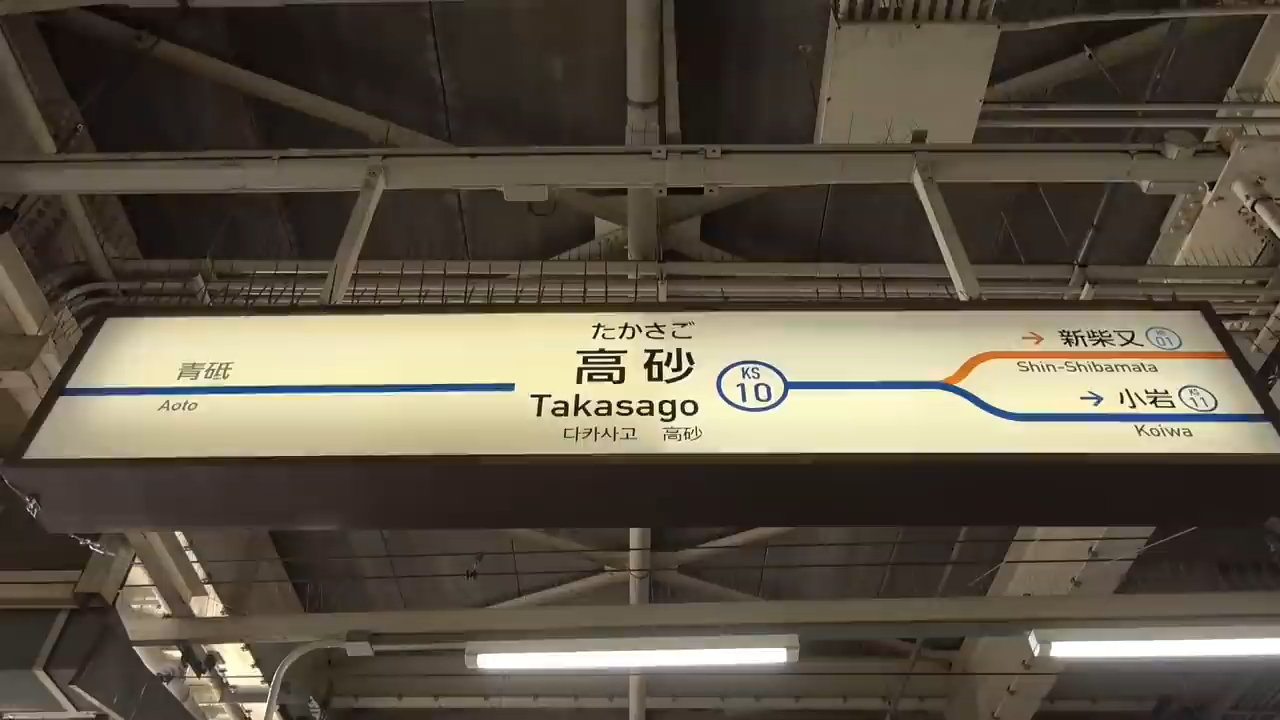 たかさご
高砂
Takasago
다카사고 高砂
KS
10
青砥
Aoto
→ 新柴又 KS 01
Shin-Shibamata
→ 小岩 KS 11
Koiwa